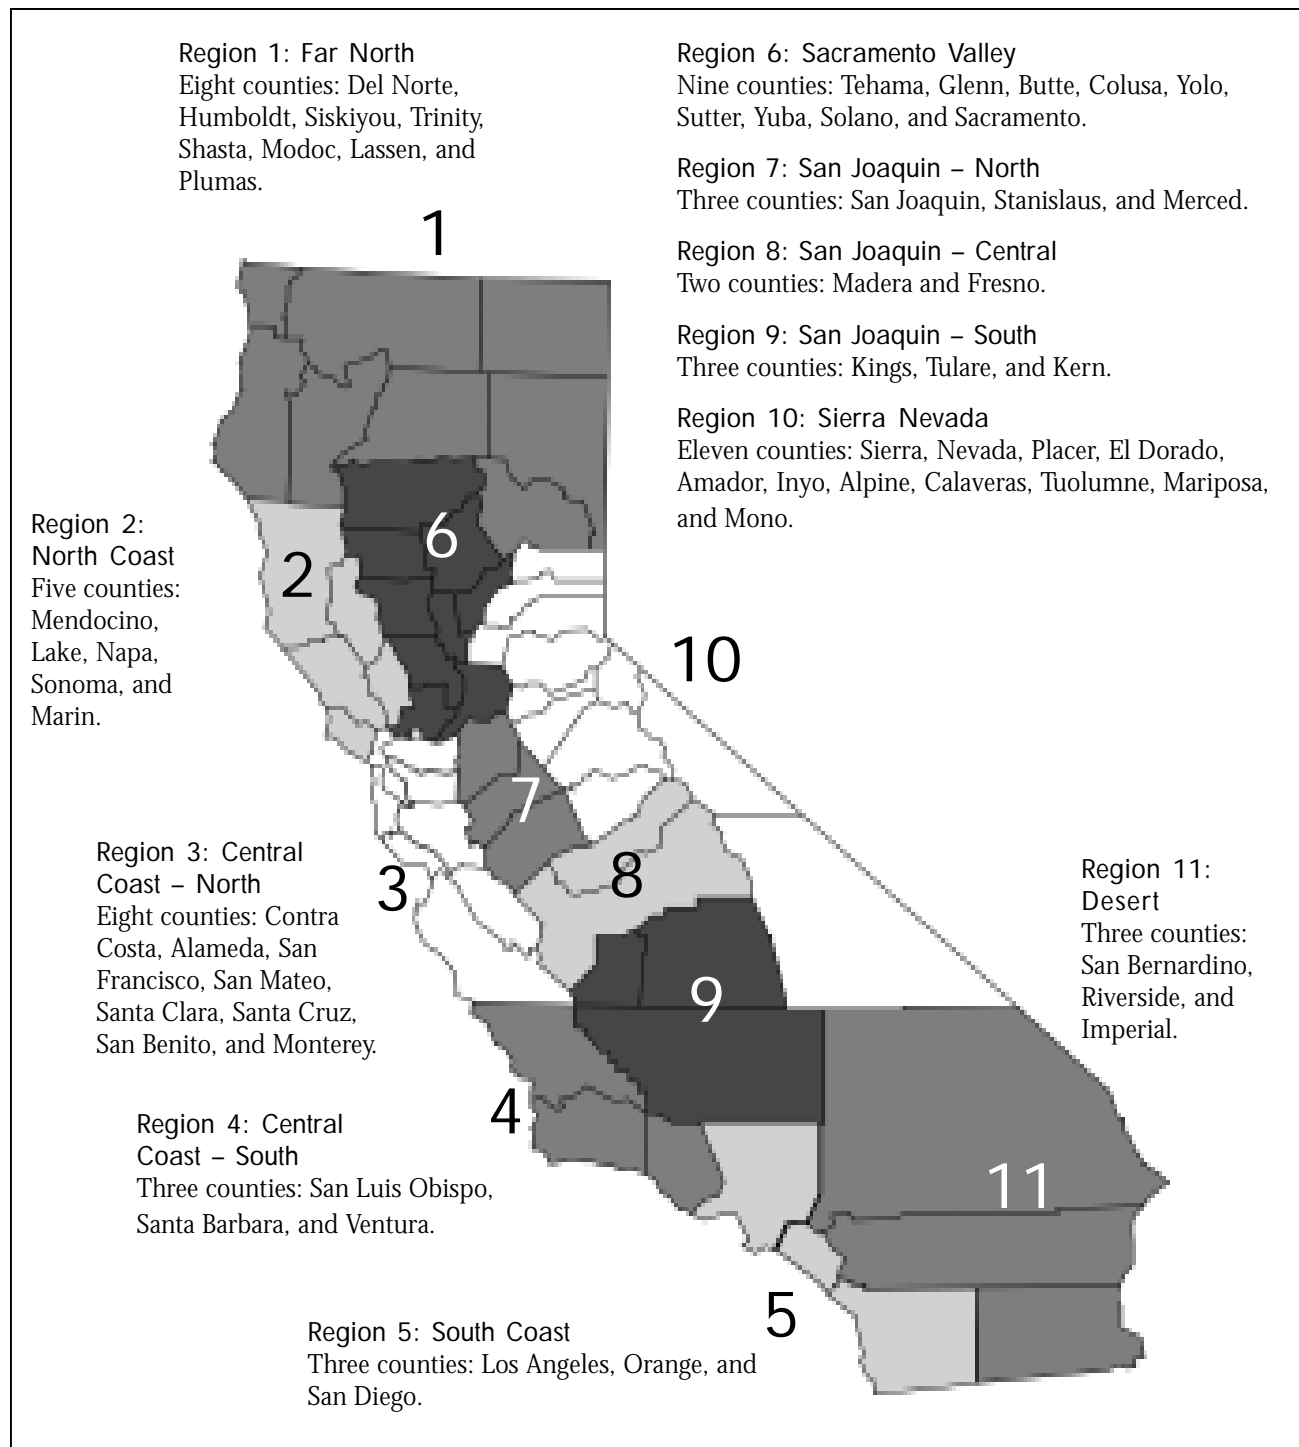 Region 1: Far North
Eight counties: Del Norte,
Humboldt, Siskiyou, Trinity,
Shasta, Modoc, Lassen, and
Plumas.
Region 6: Sacramento Valley
Nine counties: Tehama, Glenn, Butte, Colusa, Yolo,
Sutter, Yuba, Solano, and Sacramento.
Region 7: San Joaquin – North
Three counties: San Joaquin, Stanislaus, and Merced.
Region 8: San Joaquin – Central
Two counties: Madera and Fresno.
Region 9: San Joaquin – South
Three counties: Kings, Tulare, and Kern.
Region 10: Sierra Nevada
Eleven counties: Sierra, Nevada, Placer, El Dorado,
Amador, Inyo, Alpine, Calaveras, Tuolumne, Mariposa,
and Mono.
1
6
2
10
7
8
3
9
4
11
5
Region 2:
North Coast
Five counties:
Mendocino,
Lake, Napa,
Sonoma, and
Marin.
Region 3: Central
Coast – North
Eight counties: Contra
Costa, Alameda, San
Francisco, San Mateo,
Santa Clara, Santa Cruz,
San Benito, and Monterey.
Region 11:
Desert
Three counties:
San Bernardino,
Riverside, and
Imperial.
Region 4: Central
Coast – South
Three counties: San Luis Obispo,
Santa Barbara, and Ventura.
Region 5: South Coast
Three counties: Los Angeles, Orange, and
San Diego.